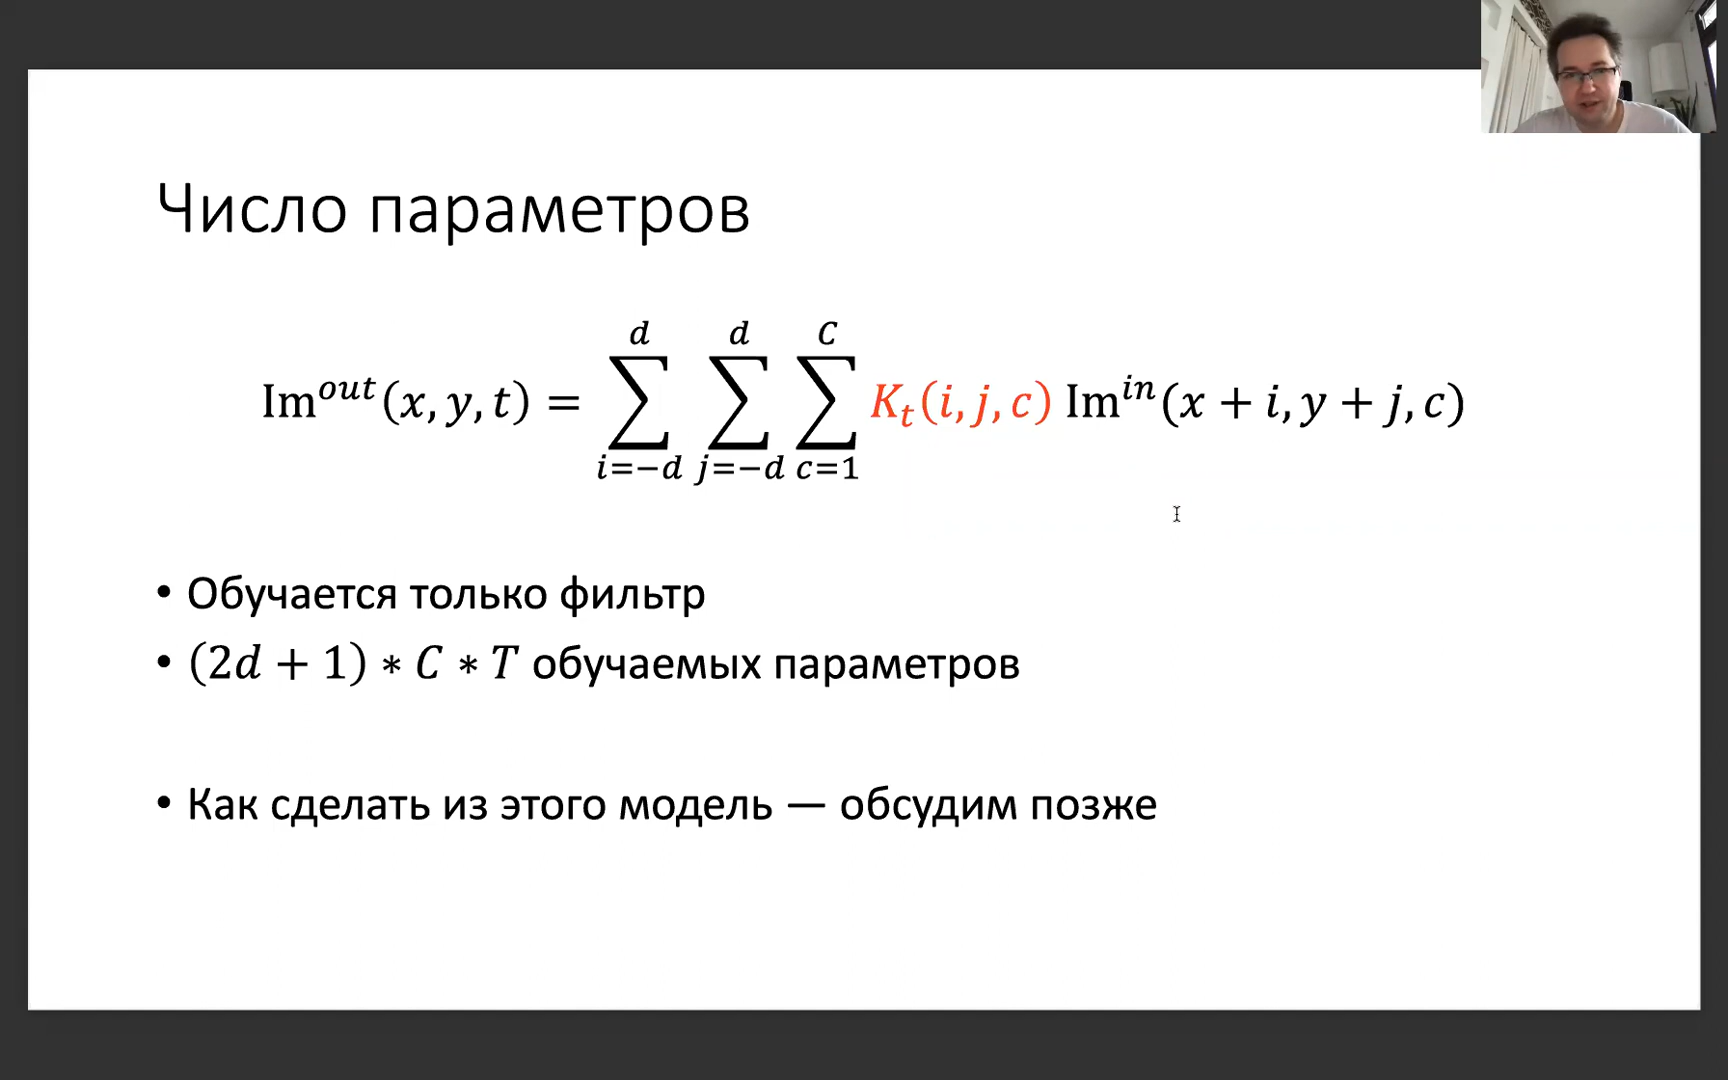 Число параметров
Im^{out}(x, y, t) = \sum_{i=-d}^{d} \sum_{j=-d}^{d} \sum_{c=1}^{C} K_t(i, j, c) Im^{in}(x + i, y + j, c)
• Обучается только фильтр
• (2d + 1) * C * T обучаемых параметров
• Как сделать из этого модель — обсудим позже